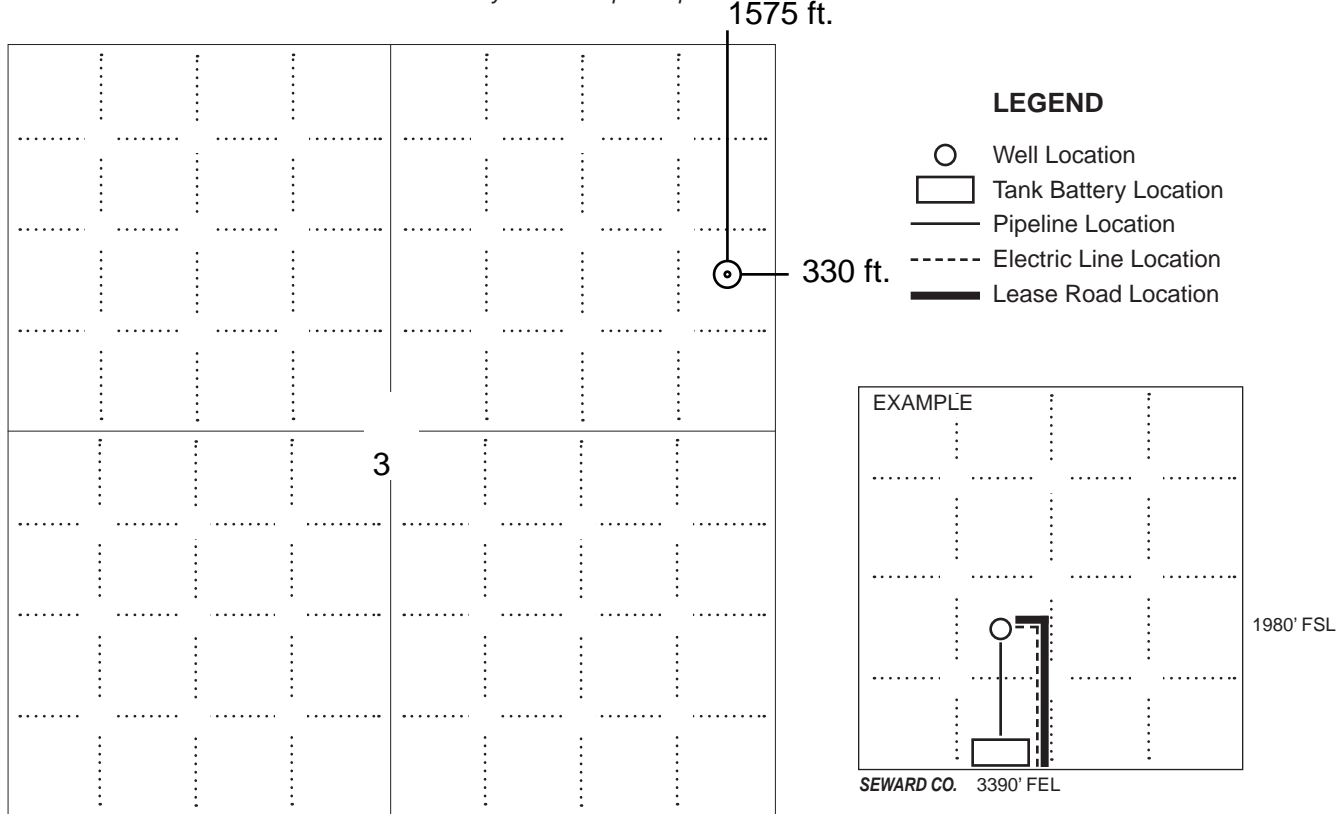 1575 ft.
330 ft.
3
LEGEND
Well Location
Tank Battery Location
Pipeline Location
Electric Line Location
Lease Road Location
EXAMPLE
1980' FSL
SEWARD CO. 3390' FEL